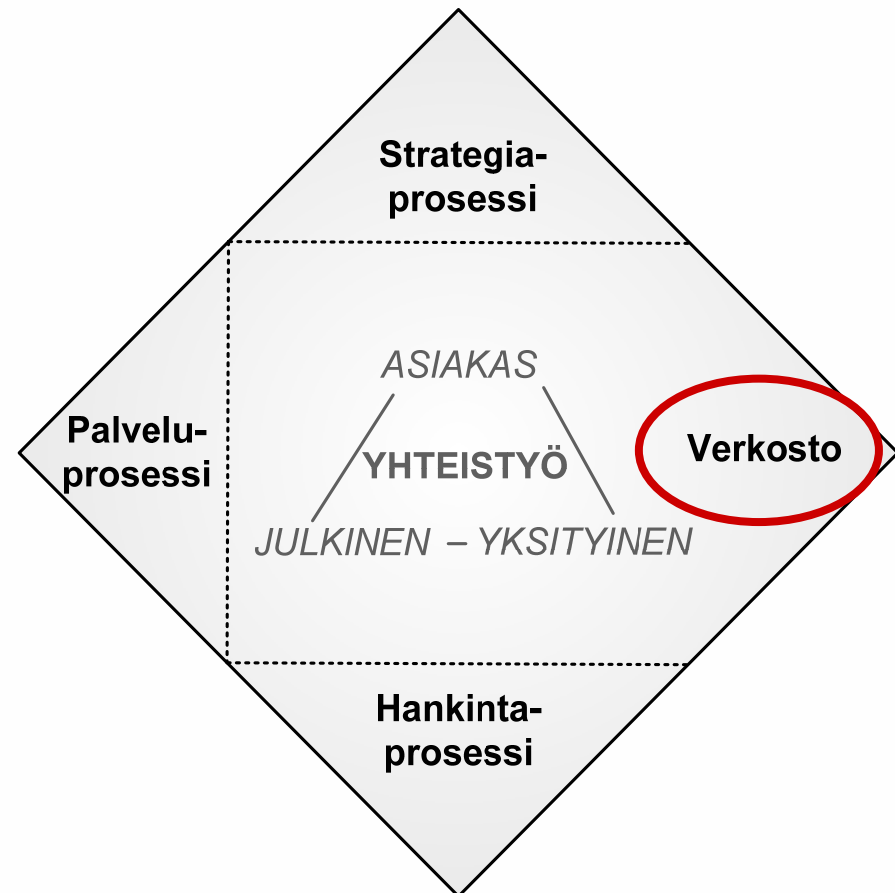 Strategia-
prosessi
ASIAKAS
Palvelu-
prosessi
YHTEISTYÖ
Verkosto
JULKINEN – YKSITYINEN
Hankinta-
prosessi